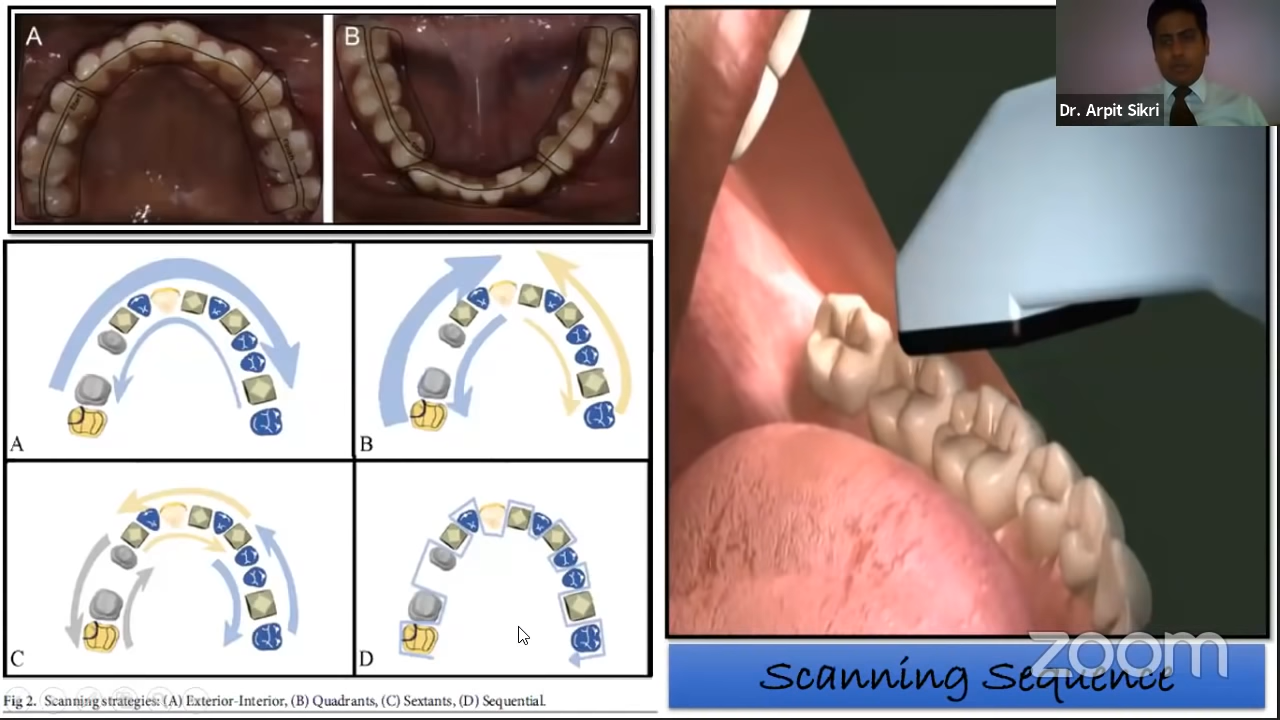 A
B
Dr. Arpit Sikri
A
B
C
D
Fig 2. Scanning strategies: (A) Exterior-Interior, (B) Quadrants, (C) Sextants, (D) Sequential.
Scanning Sequence
zoom